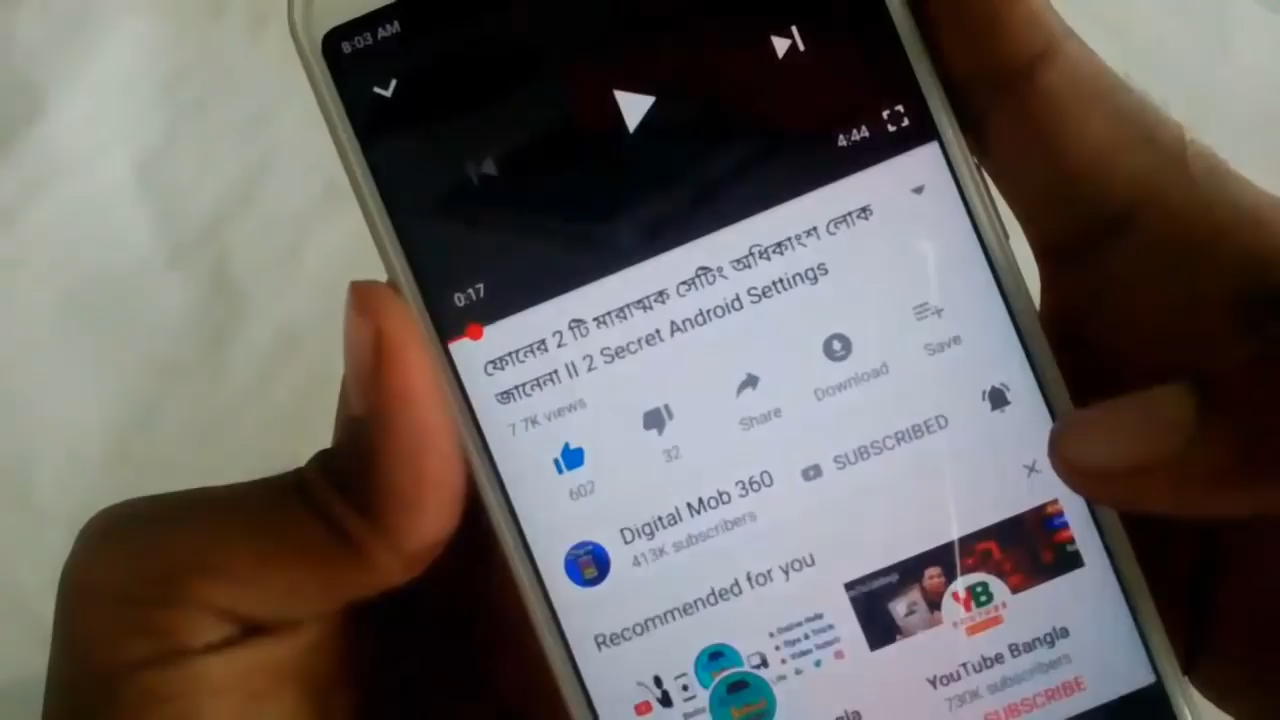 8:03 AM
4:44
0:17
ফোনের 2 টি মারাত্মক সেটিং অধিকাংশ লোক
জানেনা || 2 Secret Android Settings
7.7K views
602
32
Share
Download
Save
Digital Mob 360
413K subscribers
SUBSCRIBED
Recommended for you
YB
YouTube Bangla
730K subscribers
SUBSCRIBE